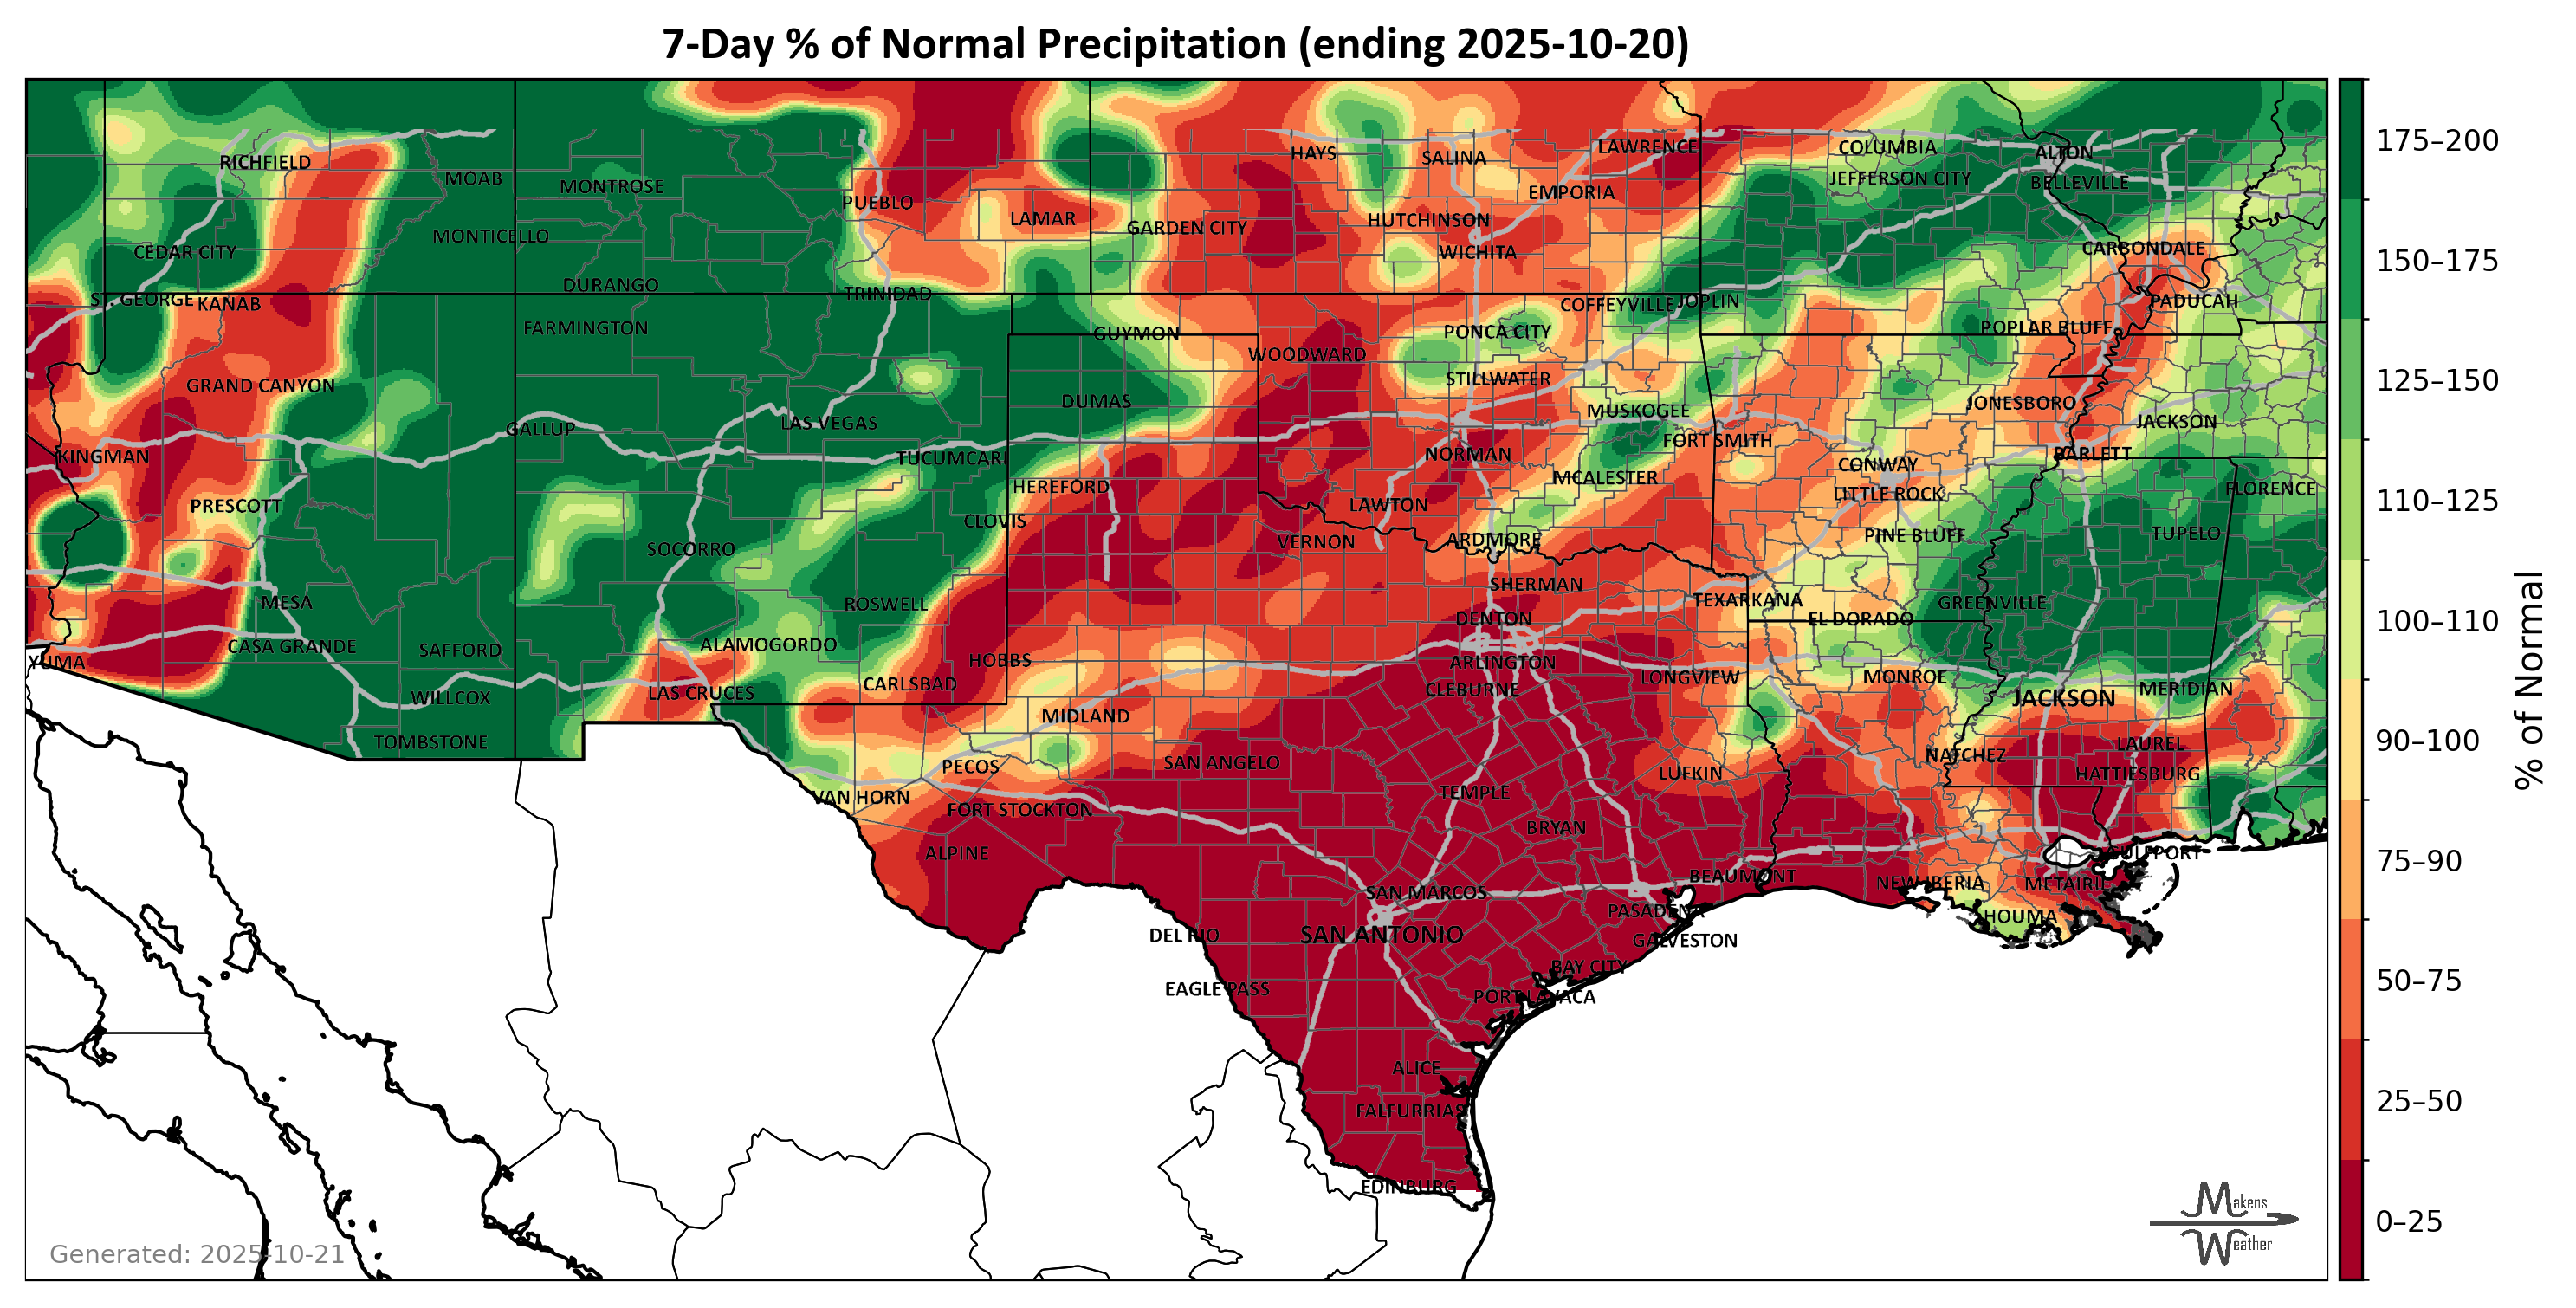 7-Day % of Normal Precipitation (ending 2025-10-20)
RICHFIELD
MOAB
MONTROSE
PUEBLO
LAMAR
HAYS
SALINA
LAWRENCE
COLUMBIA
ALTON
JEFFERSON CITY
BELLEVILLE
EMPORIA
GARDEN CITY
HUTCHINSON
WICHITA
CEDAR CITY
MONTICELLO
CARBONDALE
DURANGO
TRINIDAD
ST. GEORGE
KANAB
COFFEYVILLE
JOPLIN
PADUCAH
FARMINGTON
GUYMON
PONCA CITY
POPLAR BLUFF
WOODWARD
GRAND CANYON
STILLWATER
DUMAS
MUSKOGEE
JONESBORO
JACKSON
GALLUP
LAS VEGAS
FORT SMITH
KINGMAN
TUCUMCARI
NORMAN
CONWAY
BARLETT
HEREFORD
MCALESTER
LITTLE ROCK
FLORENCE
PRESCOTT
LAWTON
CLOVIS
SOCORRO
VERNON
ARDMORE
PINE BLUFF
TUPELO
SHERMAN
MESA
ROSWELL
TEXARKANA
GREENVILLE
DENTON
EL DORADO
CASA GRANDE
SAFFORD
ALAMOGORDO
YUMA
HOBBS
ARLINGTON
CLEBURNE
LONGVIEW
MONROE
WILLCOX
LAS CRUCES
CARLSBAD
JACKSON
MERIDIAN
MIDLAND
TOMBSTONE
LAUREL
PECOS
SAN ANGELO
NATCHEZ
LUFKIN
HATTIESBURG
VAN HORN
FORT STOCKTON
TEMPLE
BRYAN
ALPINE
GULFPORT
BEAUMONT
SAN MARCOS
NEW IBERIA
METAIRIE
PASADENA
HOUMA
DEL RIO
SAN ANTONIO
GALVESTON
BAY CITY
EAGLE PASS
PORT LAVACA
ALICE
FALFURRIAS
EDINBURG
Generated: 2025-10-21
Makens
Weather
175–200
150–175
125–150
110–125
100–110
90–100
75–90
50–75
25–50
0–25
% of Normal